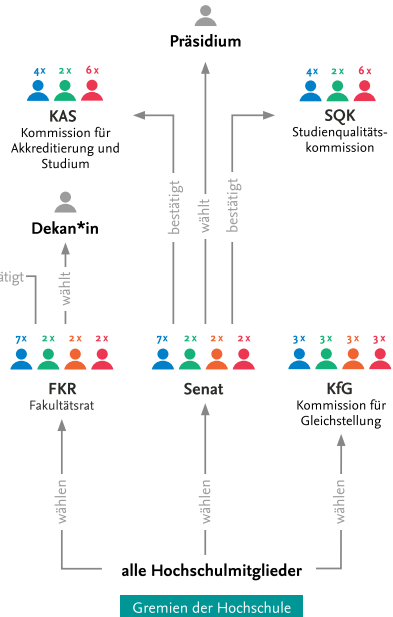 Präsidium
4x 2x 6x
KAS
Kommission für
Akkreditierung und
Studium
4x 2x 6x
SQK
Studienqualitäts-
kommission
bestätigt
wählt
bestätigt
Dekan*in
ätigt
wählt
7x 2x 2x 2x
FKR
Fakultätsrat
7x 2x 2x 2x
Senat
3x 3x 3x 3x
KfG
Kommission für
Gleichstellung
wählen
wählen
wählen
alle Hochschulmitglieder
Gremien der Hochschule